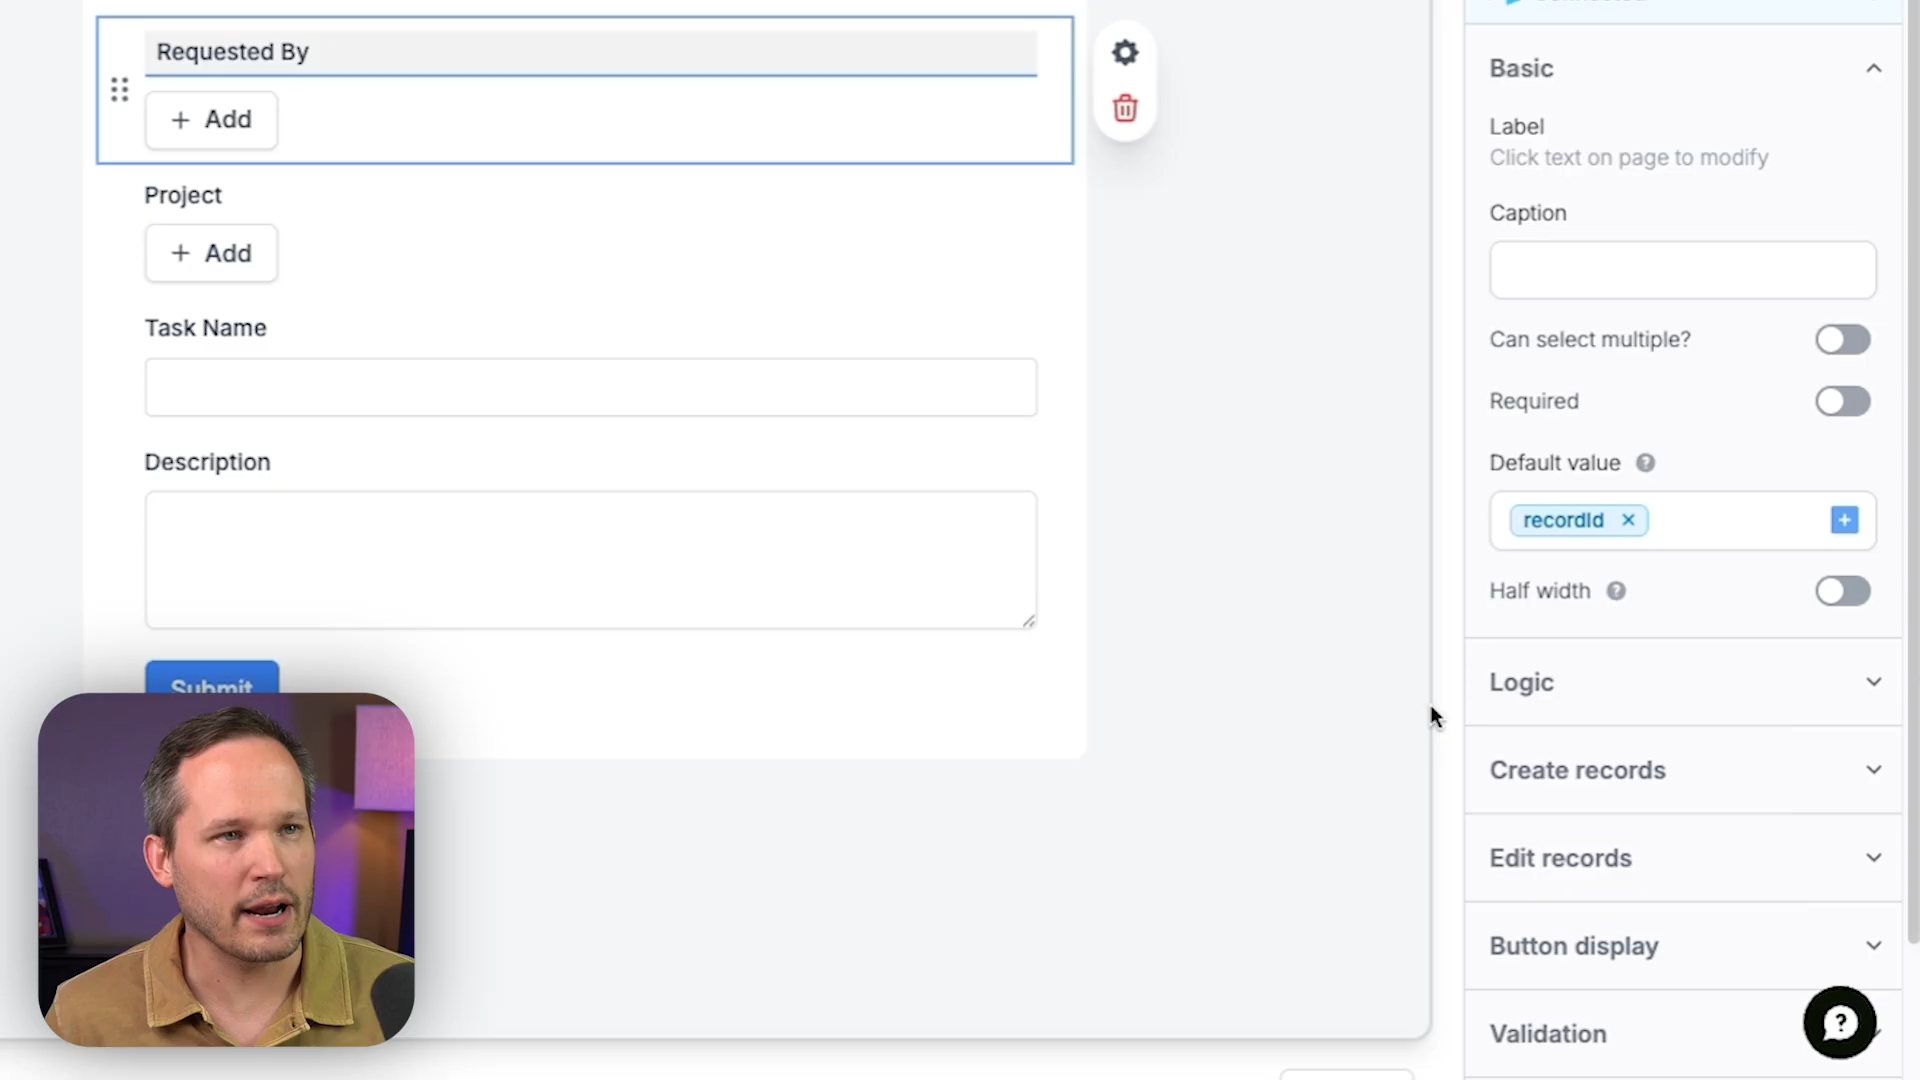 Requested By
+ Add
Project
+ Add
Task Name
Description
Submit
Basic
Label
Click text on page to modify
Caption
Can select multiple?
Required
Default value ?
recordId ×
+
Half width ?
Logic
Create records
Edit records
Button display
Validation
?